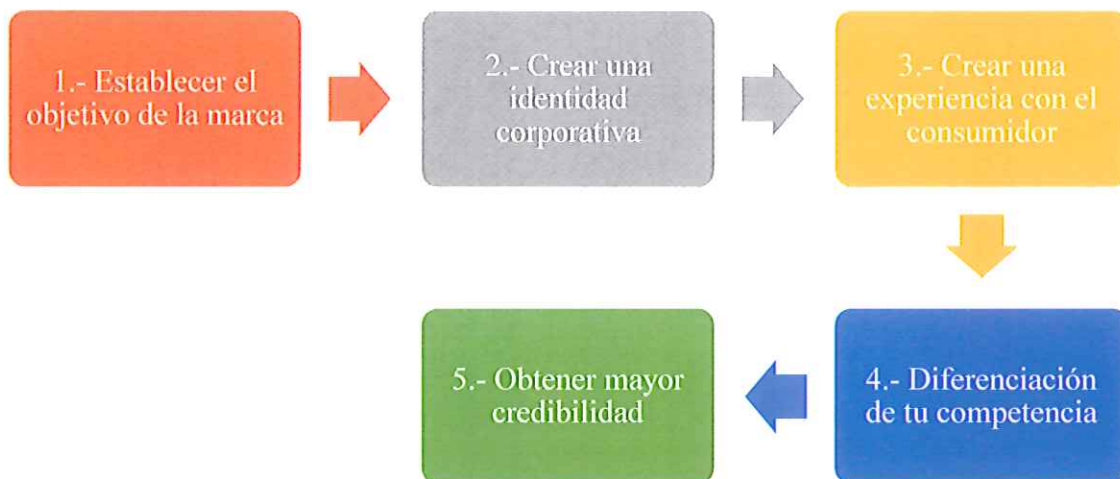 1.- Establecer el
objetivo de la marca
2.- Crear una
identidad
corporativa
3.- Crear una
experiencia con el
consumidor
4.- Diferenciación
de tu competencia
5.- Obtener mayor
credibilidad